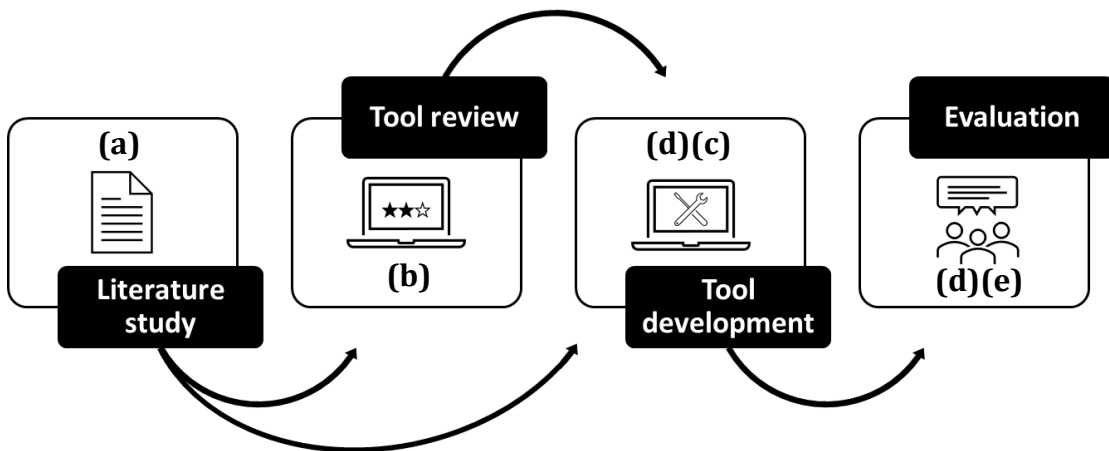 (a)
Literature
study
Tool review
(b)
(d)(c)
Tool
development
Evaluation
(d)(e)